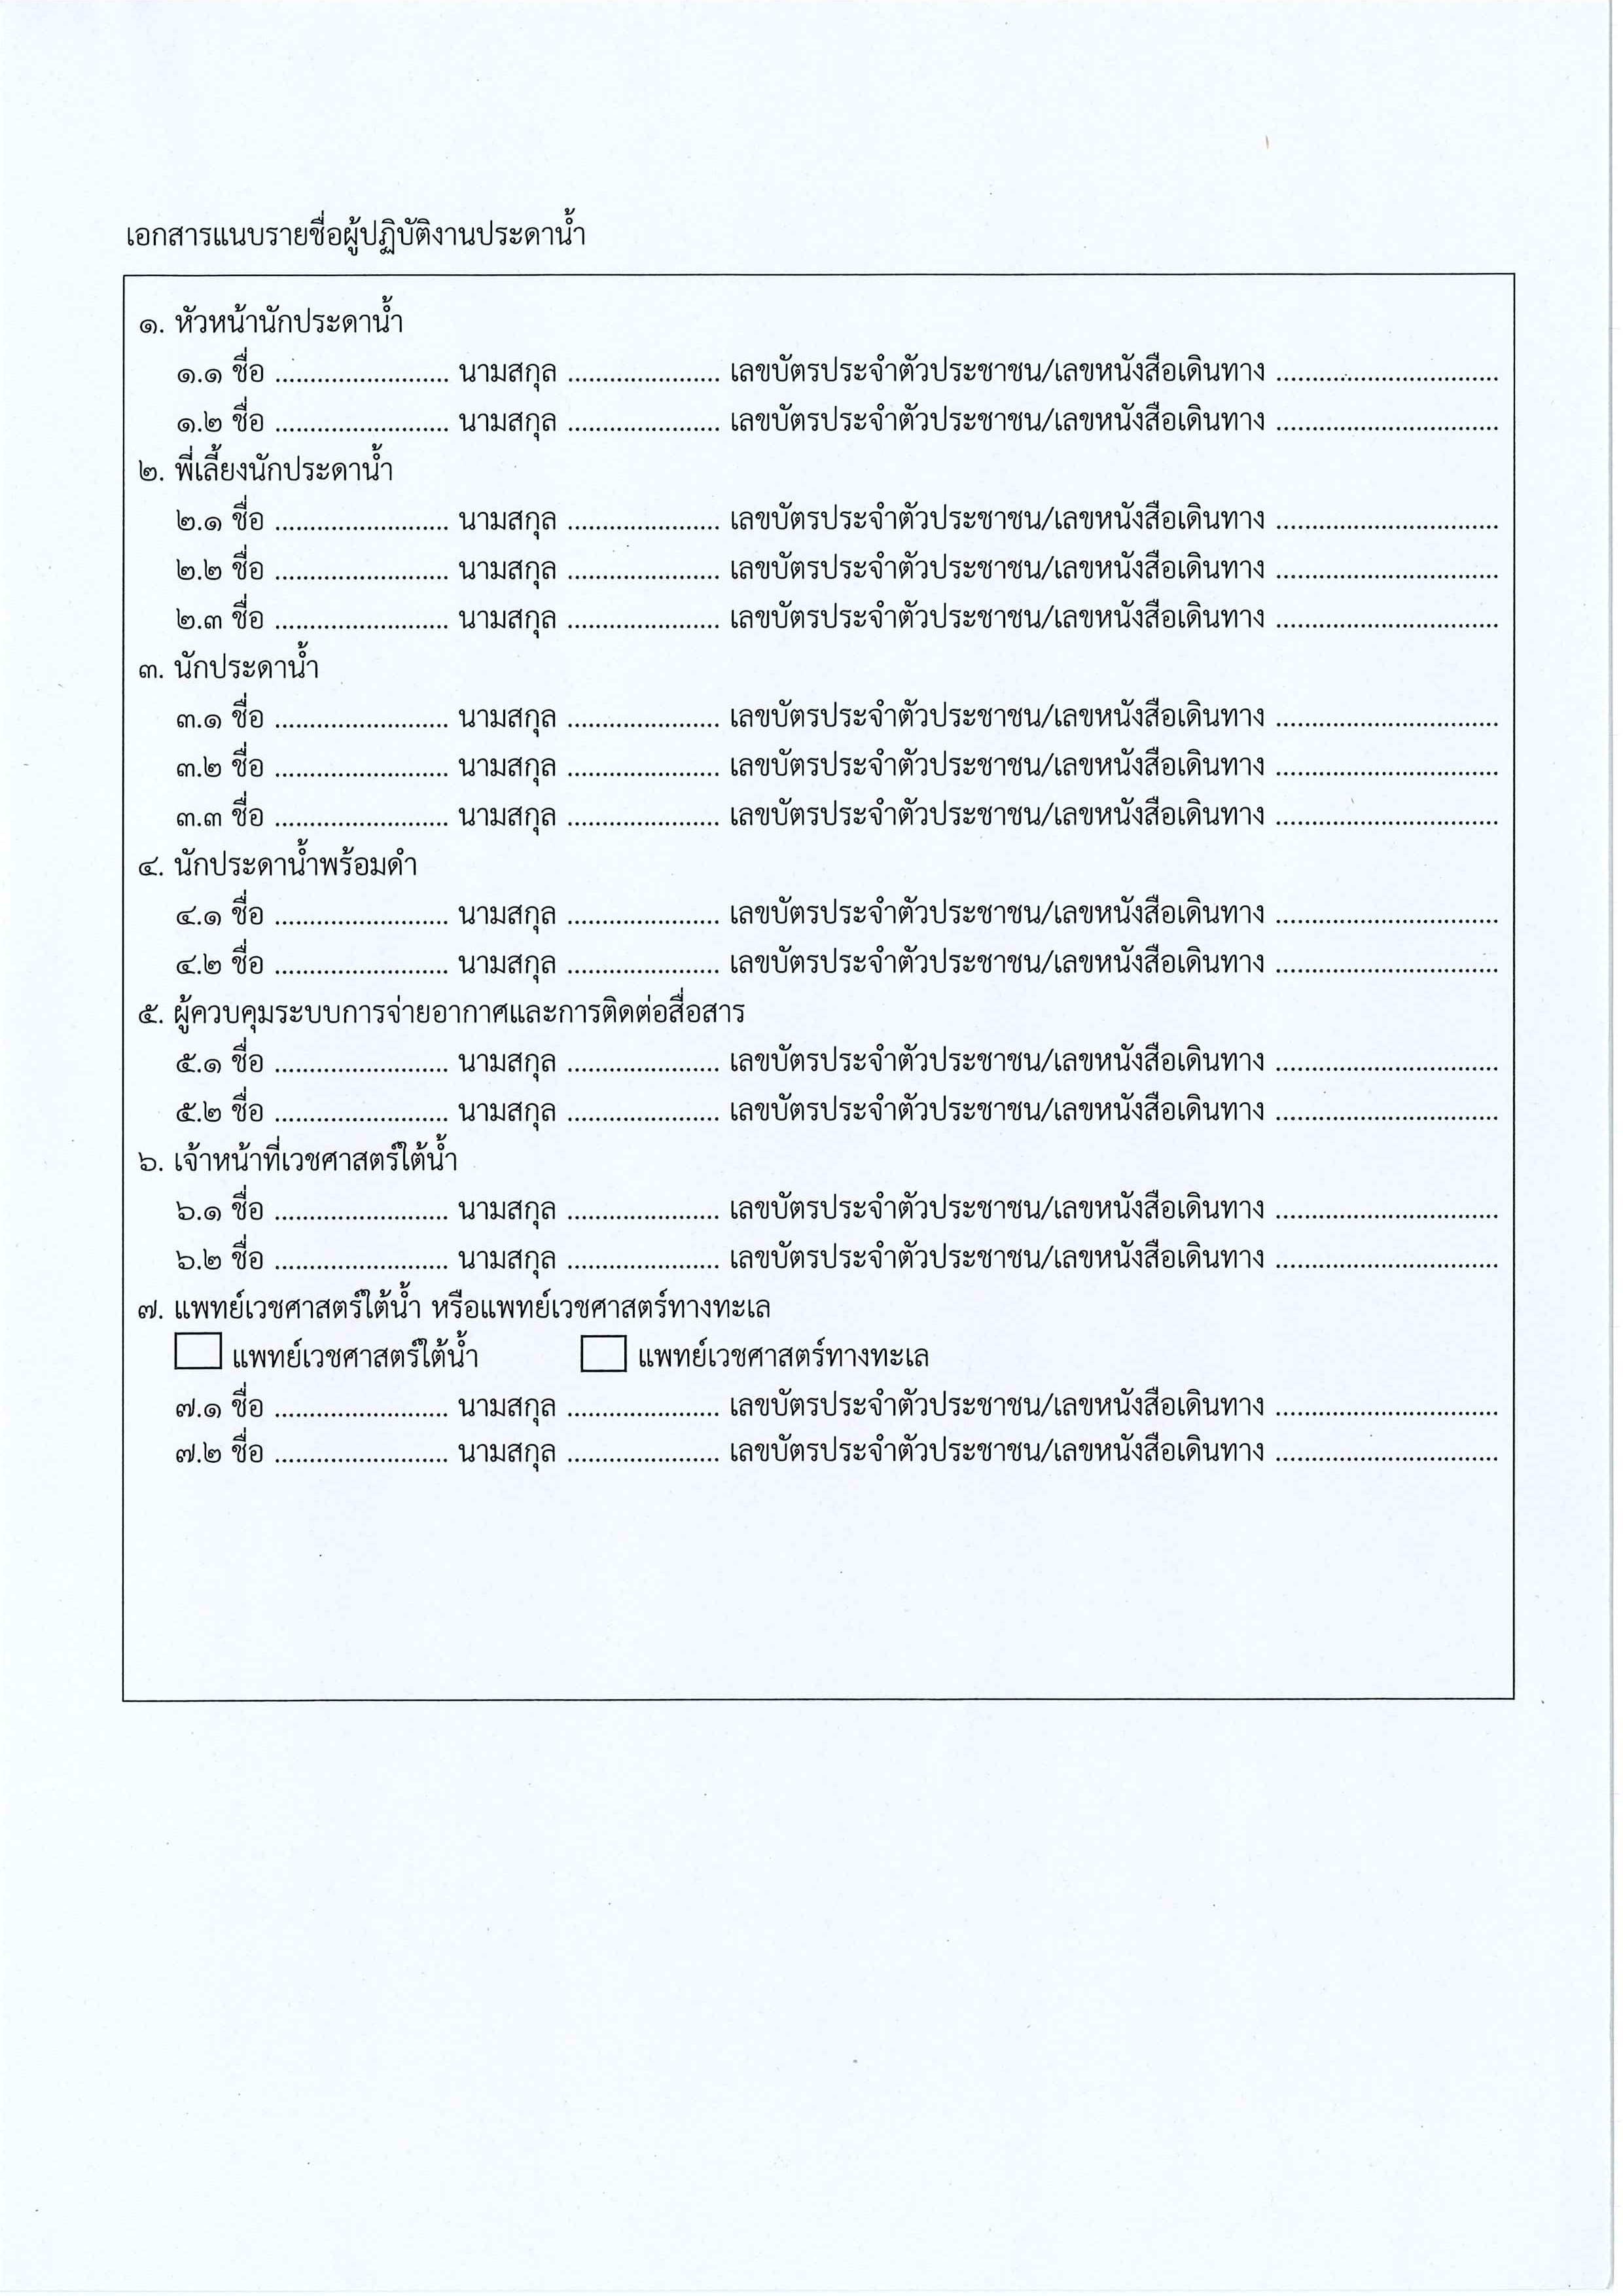 เอกสารแนบรายชื่อผู้ปฏิบัติงานประดาน้ำ
๑. หัวหน้านักประดาน้ำ
๑.๑ ชื่อ ......................... นามสกุล ...................... เลขบัตรประจำตัวประชาชน/เลขหนังสือเดินทาง ................................
๑.๒ ชื่อ ......................... นามสกุล ...................... เลขบัตรประจำตัวประชาชน/เลขหนังสือเดินทาง ................................
๒. พี่เลี้ยงนักประดาน้ำ
๒.๑ ชื่อ ......................... นามสกุล ...................... เลขบัตรประจำตัวประชาชน/เลขหนังสือเดินทาง ................................
๒.๒ ชื่อ ......................... นามสกุล ...................... เลขบัตรประจำตัวประชาชน/เลขหนังสือเดินทาง ................................
๒.๓ ชื่อ ......................... นามสกุล ...................... เลขบัตรประจำตัวประชาชน/เลขหนังสือเดินทาง ................................
๓. นักประดาน้ำ
๓.๑ ชื่อ ......................... นามสกุล ...................... เลขบัตรประจำตัวประชาชน/เลขหนังสือเดินทาง ................................
๓.๒ ชื่อ ......................... นามสกุล ...................... เลขบัตรประจำตัวประชาชน/เลขหนังสือเดินทาง ................................
๓.๓ ชื่อ ......................... นามสกุล ...................... เลขบัตรประจำตัวประชาชน/เลขหนังสือเดินทาง ................................
๔. นักประดาน้ำพร้อมดำ
๔.๑ ชื่อ ......................... นามสกุล ...................... เลขบัตรประจำตัวประชาชน/เลขหนังสือเดินทาง ................................
๔.๒ ชื่อ ......................... นามสกุล ...................... เลขบัตรประจำตัวประชาชน/เลขหนังสือเดินทาง ................................
๕. ผู้ควบคุมระบบการจ่ายอากาศและการติดต่อสื่อสาร
๕.๑ ชื่อ ......................... นามสกุล ...................... เลขบัตรประจำตัวประชาชน/เลขหนังสือเดินทาง ................................
๕.๒ ชื่อ ......................... นามสกุล ...................... เลขบัตรประจำตัวประชาชน/เลขหนังสือเดินทาง ................................
๖. เจ้าหน้าที่เวชศาสตร์ใต้น้ำ
๖.๑ ชื่อ ......................... นามสกุล ...................... เลขบัตรประจำตัวประชาชน/เลขหนังสือเดินทาง ................................
๖.๒ ชื่อ ......................... นามสกุล ...................... เลขบัตรประจำตัวประชาชน/เลขหนังสือเดินทาง ................................
๗. แพทย์เวชศาสตร์ใต้น้ำ หรือแพทย์เวชศาสตร์ทางทะเล
แพทย์เวชศาสตร์ใต้น้ำ แพทย์เวชศาสตร์ทางทะเล
๗.๑ ชื่อ ......................... นามสกุล ...................... เลขบัตรประจำตัวประชาชน/เลขหนังสือเดินทาง ................................
๗.๒ ชื่อ ......................... นามสกุล ...................... เลขบัตรประจำตัวประชาชน/เลขหนังสือเดินทาง ................................